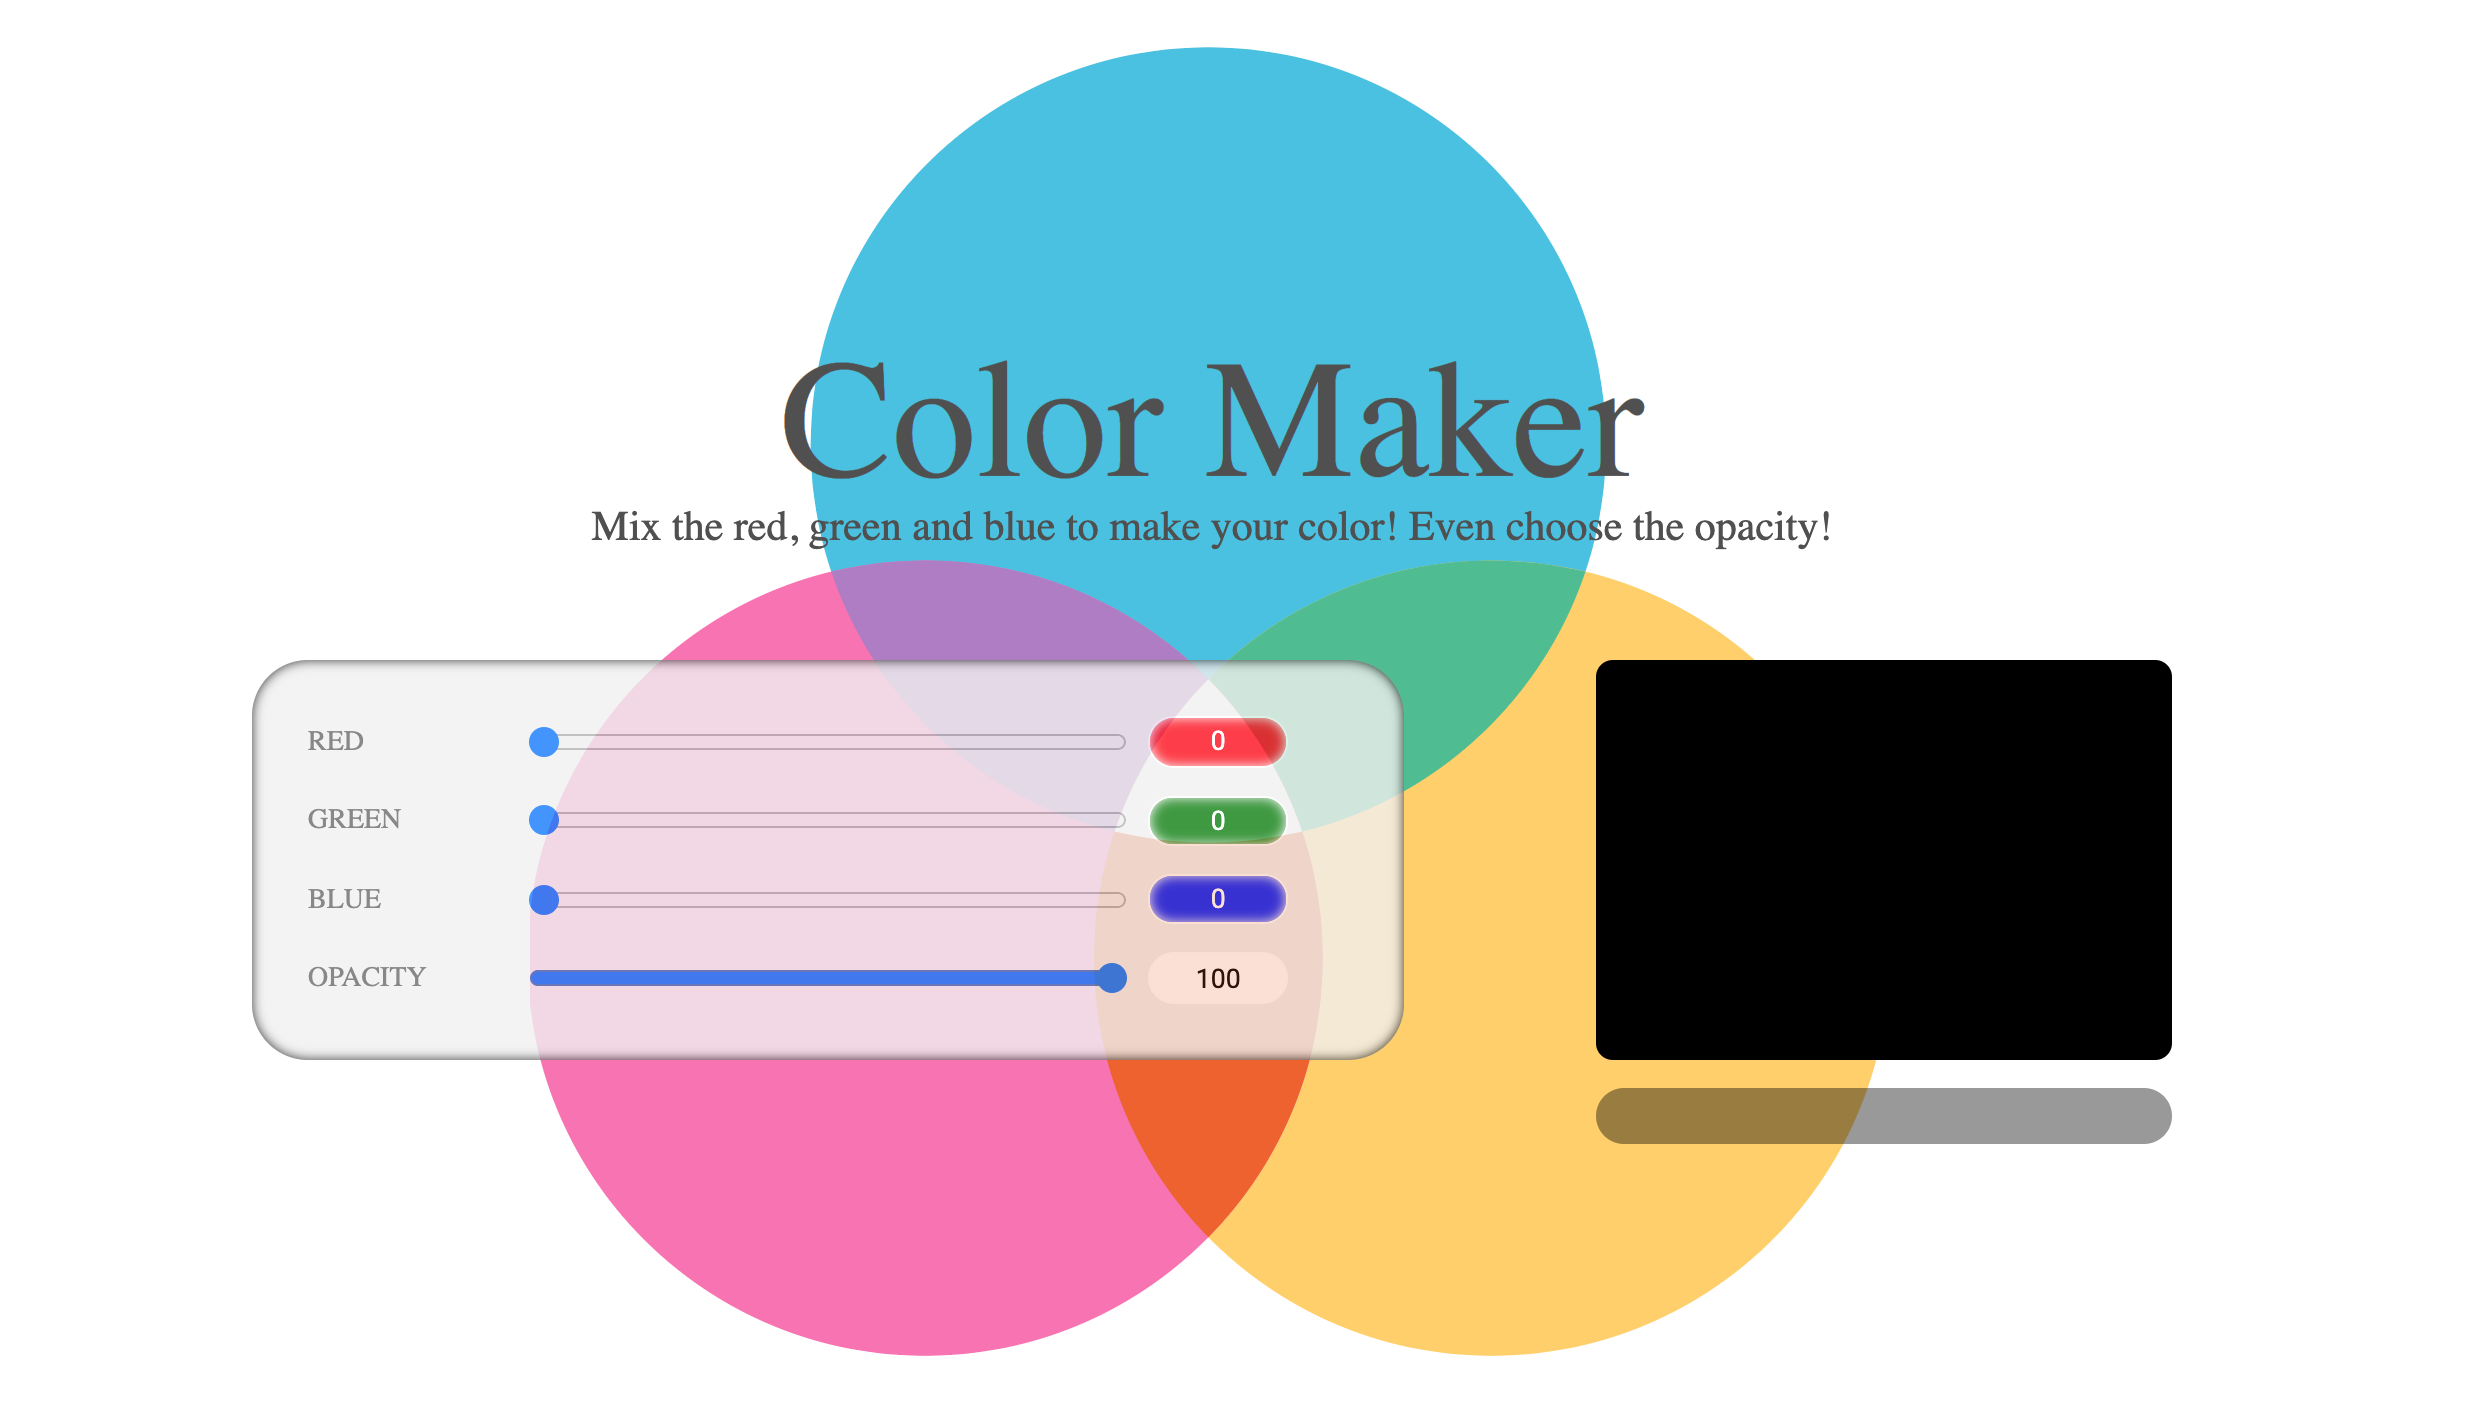 Color Maker
Mix the red, green and blue to make your color! Even choose the opacity!
RED 0
GREEN 0
BLUE 0
OPACITY 100